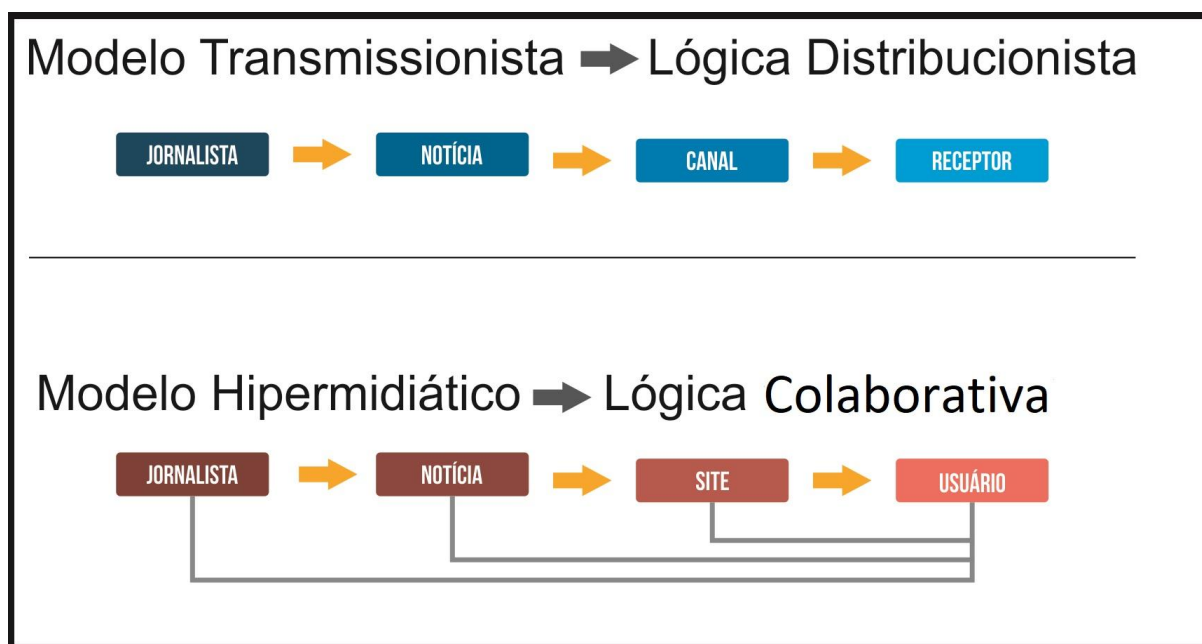 Modelo Transmissionista ➡ Lógica Distribucionista
JORNALISTA NOTÍCIA CANAL RECEPTOR
Modelo Hipermidiático ➡ Lógica Colaborativa
JORNALISTA NOTÍCIA SITE USUÁRIO